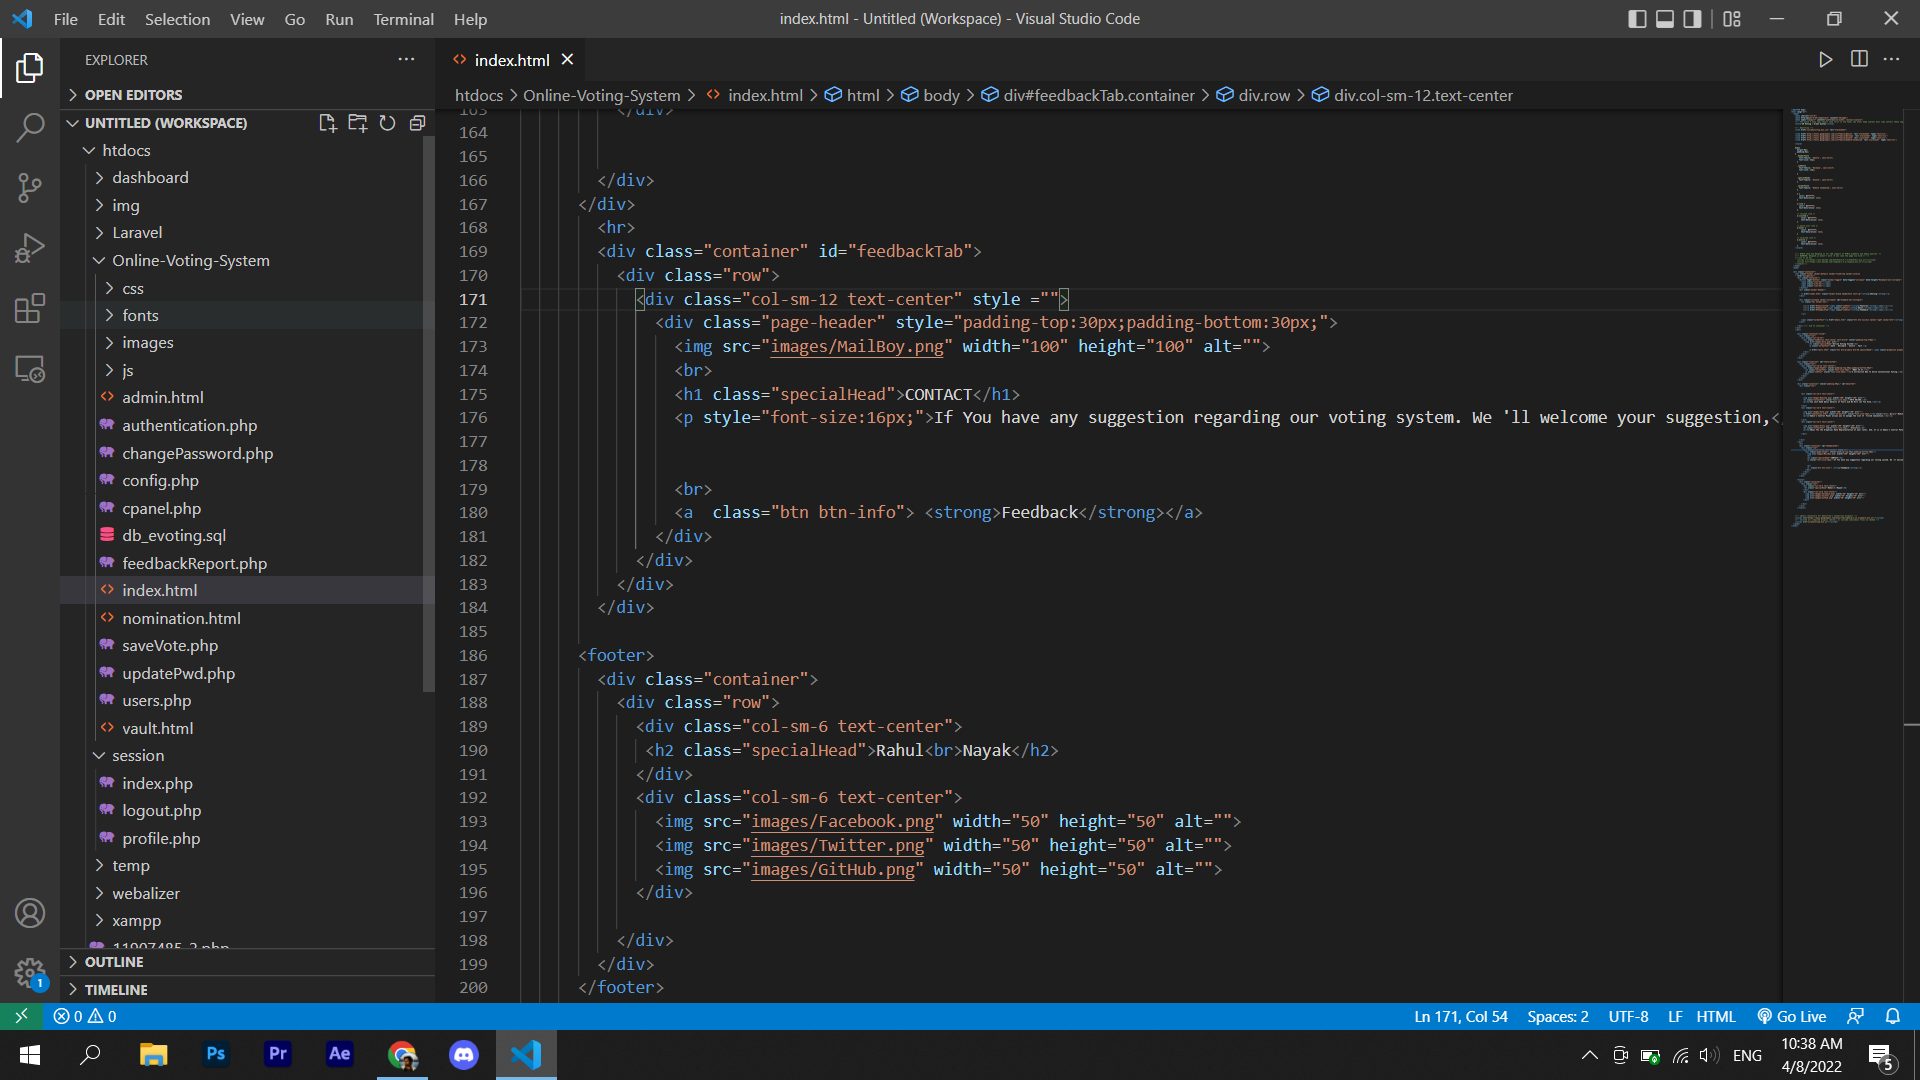 File Edit Selection View Go Run Terminal Help
index.html - Untitled (Workspace) - Visual Studio Code
EXPLORER
OPEN EDITORS
UNTITLED (WORKSPACE)
htdocs
dashboard
img
Laravel
Online-Voting-System
css
fonts
images
js
admin.html
authentication.php
changePassword.php
config.php
cpanel.php
db_evoting.sql
feedbackReport.php
index.html
nomination.html
saveVote.php
updatePwd.php
users.php
vault.html
session
index.php
logout.php
profile.php
temp
webalizer
xampp
OUTLINE
TIMELINE
index.html
htdocs > Online-Voting-System > index.html > html > body > div#feedbackTab.container > div.row > div.col-sm-12.text-center
163 </div>
164
165
166 </div>
167 </div>
168 <hr>
169 <div class="container" id="feedbackTab">
170 <div class="row">
171 <div class="col-sm-12 text-center" style ="">
172 <div class="page-header" style="padding-top:30px;padding-bottom:30px;">
173 <img src="images/MailBoy.png" width="100" height="100" alt="">
174 <br>
175 <h1 class="specialHead">CONTACT</h1>
176 <p style="font-size:16px;">If You have any suggestion regarding our voting system. We 'll welcome your suggestion,<
177
178
179 <br>
180 <a  class="btn btn-info"> <strong>Feedback</strong></a>
181 </div>
182 </div>
183 </div>
184 </div>
185
186 <footer>
187 <div class="container">
188 <div class="row">
189 <div class="col-sm-6 text-center">
190 <h2 class="specialHead">Rahul<br>Nayak</h2>
191 </div>
192 <div class="col-sm-6 text-center">
193 <img src="images/Facebook.png" width="50" height="50" alt="">
194 <img src="images/Twitter.png" width="50" height="50" alt="">
195 <img src="images/GitHub.png" width="50" height="50" alt="">
196 </div>
197
198 </div>
199 </div>
200 </footer>
1
0 0
Ln 171, Col 54 Spaces: 2 UTF-8 LF HTML Go Live
Ps Pr Ae
ENG
10:38 AM
4/8/2022
5